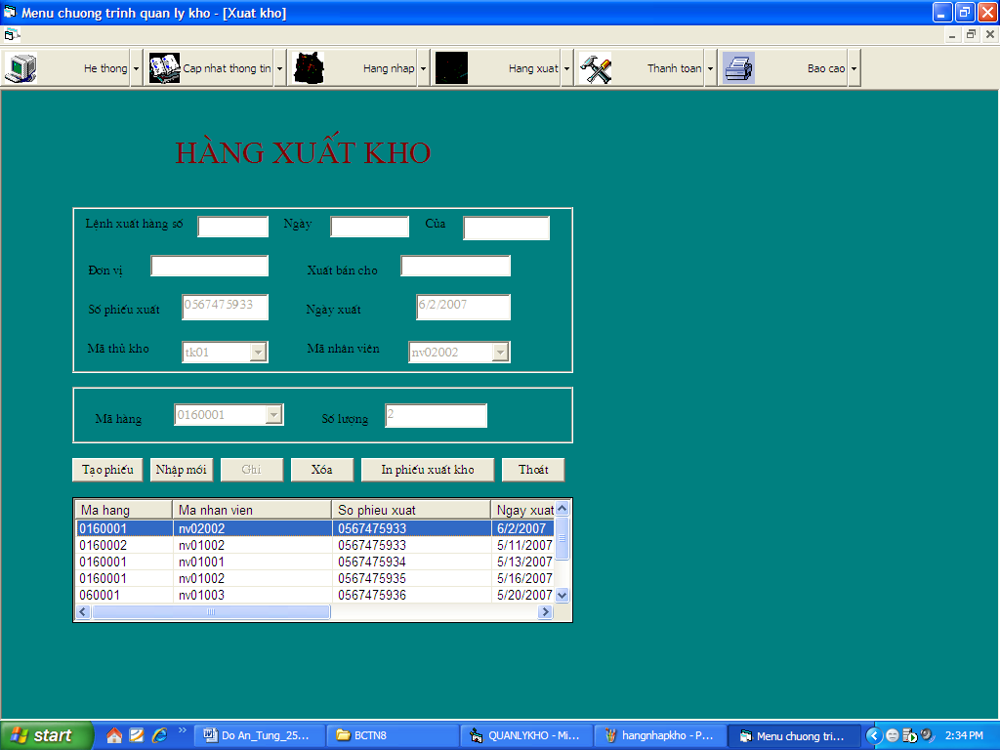 Menu chuong trinh quan ly kho - [Xuat kho]
He thong Cap nhat thong tin Hang nhap Hang xuat Thanh toan Bao cao
HÀNG XUẤT KHO
Lệnh xuất hàng số Ngày Của
Đơn vị Xuất bán cho
Số phiếu xuất 0567475933 Ngày xuất 6/2/2007
Mã thủ kho tk01 Mã nhân viên nv02002
Mã hàng 0160001 Số lượng 2
Tạo phiếu Nhập mới Ghi Xóa In phiếu xuất kho Thoát
Ma hang Ma nhan vien So phieu xuat Ngay xuat
0160001 nv02002 0567475933 6/2/2007
0160002 nv01002 0567475933 5/11/2007
0160001 nv01001 0567475934 5/13/2007
0160001 nv01002 0567475935 5/16/2007
060001 nv01003 0567475936 5/20/2007
start Do An_Tung_25... BCTN8 QUANLYKHO - Mi... hangnhapkho - P... Menu chuong tri... 2:34 PM